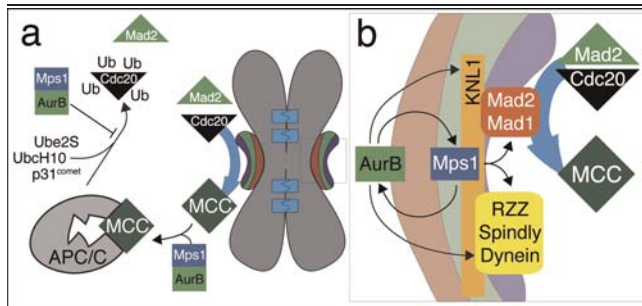 a
Mad2
Ub
Ub
Ub
Cdc20
Ub
Ub
Mps1
AurB
Ube2S
UbcH10
p31comet
MCC
APC/C
Mad2
Cdc20
MCC
Mps1
AurB
b
KNL1
Mad2
Cdc20
Mad2
Mad1
AurB
Mps1
MCC
RZZ
Spindly
Dynein